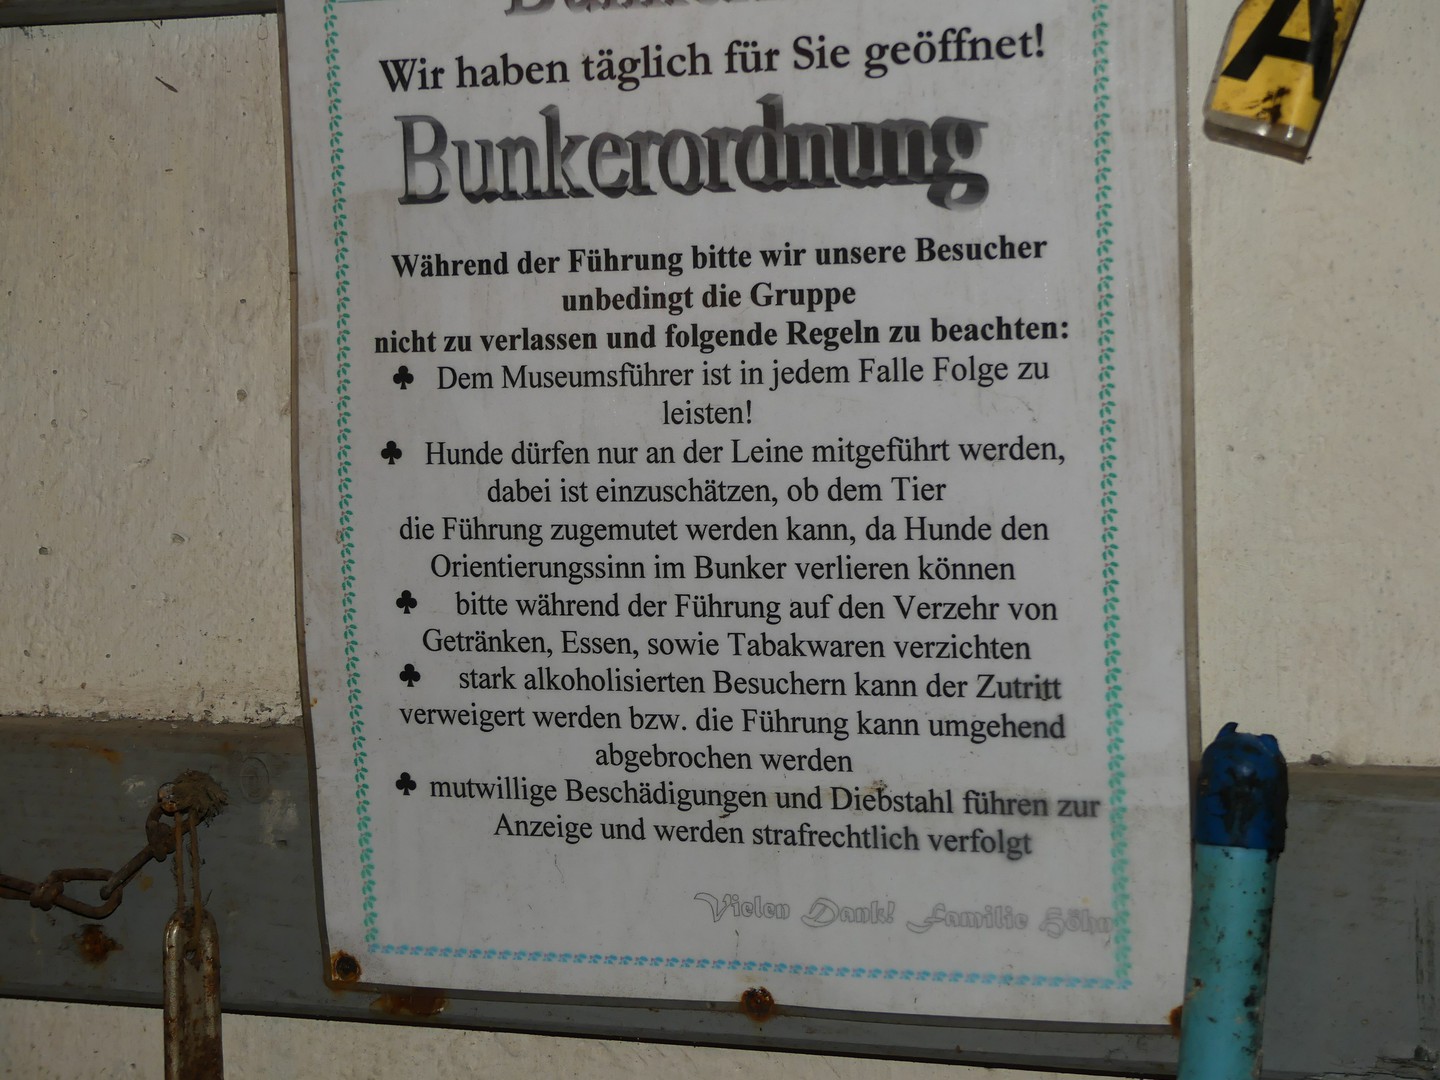 Wir haben täglich für Sie geöffnet!
Bunkerordnung
Während der Führung bitte wir unsere Besucher
unbedingt die Gruppe
nicht zu verlassen und folgende Regeln zu beachten:
♣ Dem Museumsführer ist in jedem Falle Folge zu
leisten!
♣ Hunde dürfen nur an der Leine mitgeführt werden,
dabei ist einzuschätzen, ob dem Tier
die Führung zugemutet werden kann, da Hunde den
Orientierungssinn im Bunker verlieren können
♣ bitte während der Führung auf den Verzehr von
Getränken, Essen, sowie Tabakwaren verzichten
♣ stark alkoholisierten Besuchern kann der Zutritt
verweigert werden bzw. die Führung kann umgehend
abgebrochen werden
♣ mutwillige Beschädigungen und Diebstahl führen zur
Anzeige und werden strafrechtlich verfolgt
Vielen Dank! Familie
A